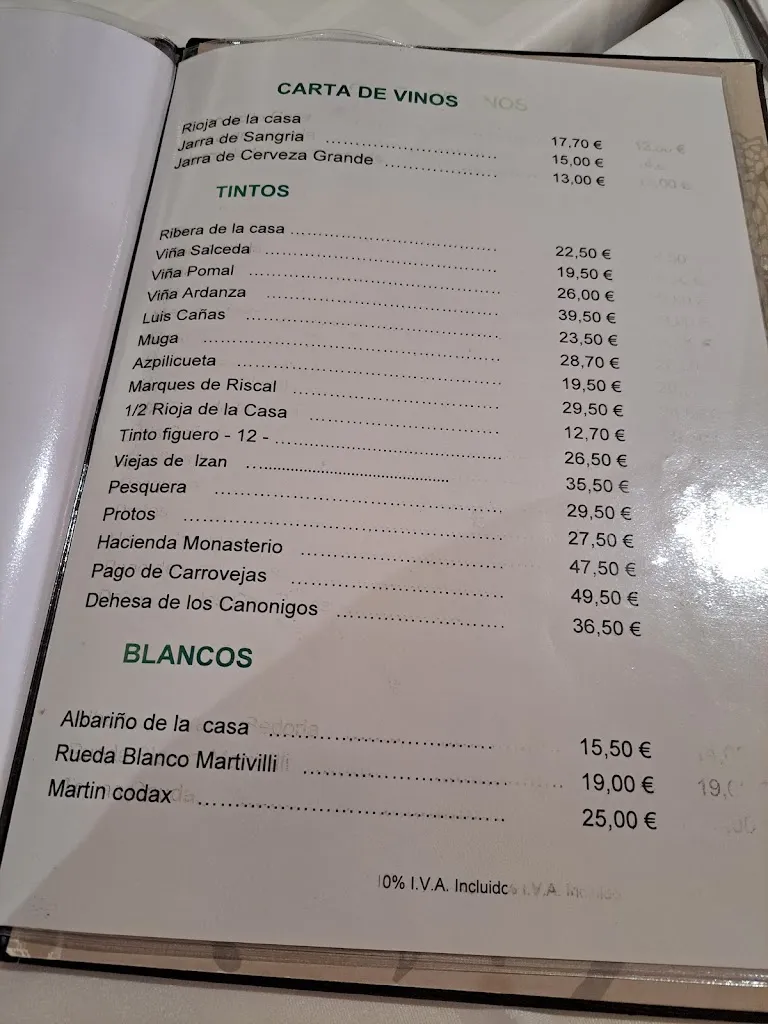 CARTA DE VINOS
Rioja de la casa 17,70 €
Jarra de Sangria ........ 15,00 €
Jarra de Cerveza Grande ........ 13,00 €
TINTOS
Ribera de la casa ........ 22,50 €
Viña Salceda ........ 19,50 €
Viña Pomal ........ 26,00 €
Viña Ardanza ........ 39,50 €
Luis Cañas ........ 23,50 €
Muga ........ 28,70 €
Azpilicueta ........ 19,50 €
Marques de Riscal ........ 29,50 €
1/2 Rioja de la Casa ........ 12,70 €
Tinto figuero - 12 - ........ 26,50 €
Viejas de Izan ........ 35,50 €
Pesquera ........ 29,50 €
Protos ........ 27,50 €
Hacienda Monasterio ........ 47,50 €
Pago de Carrovejas ........ 49,50 €
Dehesa de los Canonigos ........ 36,50 €
BLANCOS
Albariño de la casa ........ 15,50 €
Rueda Blanco Martivilli ........ 19,00 €
Martin codax ........ 25,00 €
10% I.V.A. Incluido